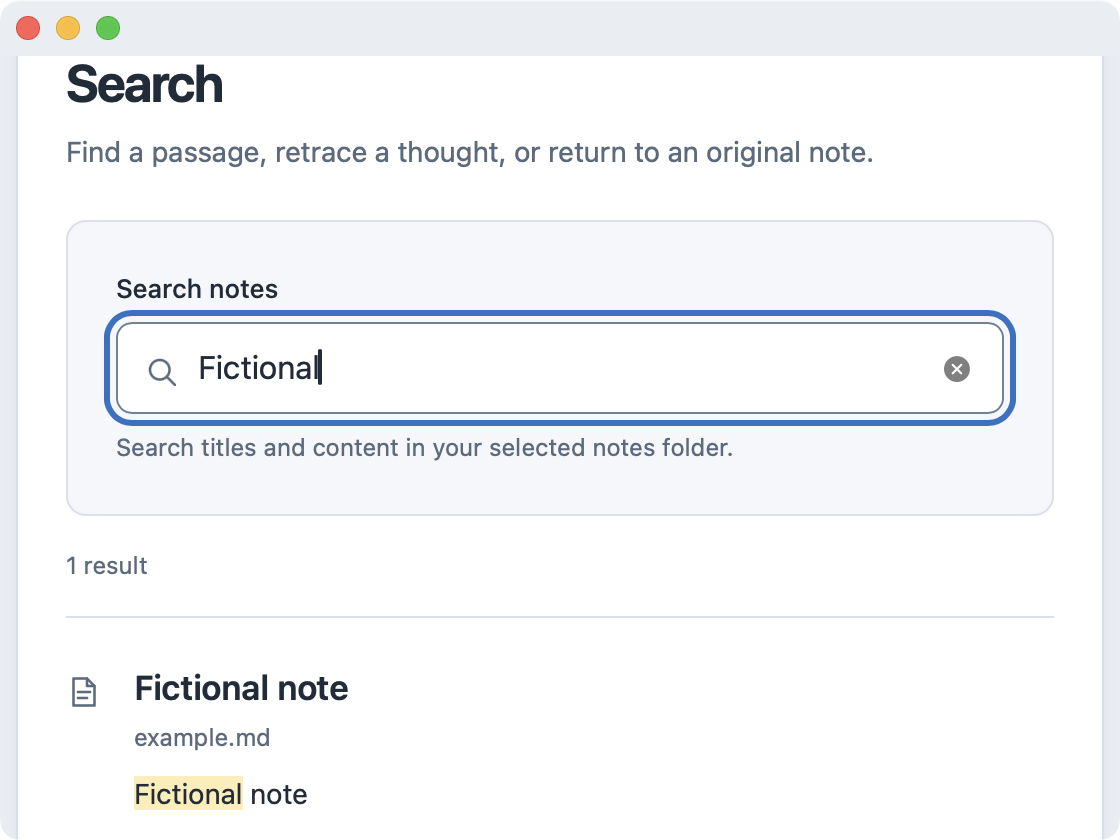 Search
Find a passage, retrace a thought, or return to an original note.
Search notes
Fictional
Search titles and content in your selected notes folder.
1 result
Fictional note
example.md
Fictional note